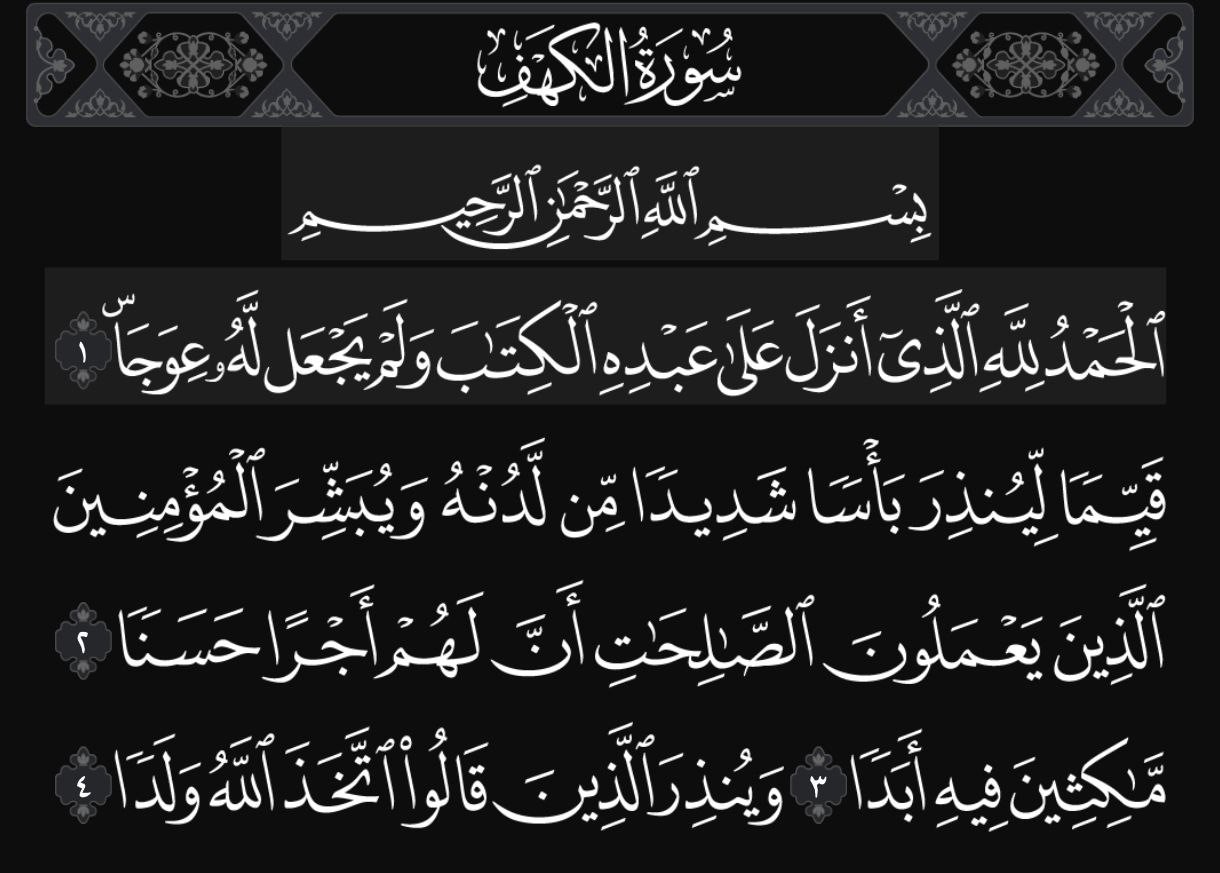 سُورَةُ الكَهۡفِ
بِسۡمِ ٱللَّهِ ٱلرَّحۡمَٰنِ ٱلرَّحِيمِ
ٱلۡحَمۡدُ لِلَّهِ ٱلَّذِيٓ أَنزَلَ عَلَىٰ عَبۡدِهِ ٱلۡكِتَٰبَ وَلَمۡ يَجۡعَل لَّهُۥ عِوَجَاۜ ١
قَيِّمٗا لِّيُنذِرَ بَأۡسٗا شَدِيدٗا مِّن لَّدُنۡهُ وَيُبَشِّرَ ٱلۡمُؤۡمِنِينَ
ٱلَّذِينَ يَعۡمَلُونَ ٱلصَّٰلِحَٰتِ أَنَّ لَهُمۡ أَجۡرًا حَسَنٗا ٢
مَّٰكِثِينَ فِيهِ أَبَدٗا ٣ وَيُنذِرَ ٱلَّذِينَ قَالُواْ ٱتَّخَذَ ٱللَّهُ وَلَدٗا ٤